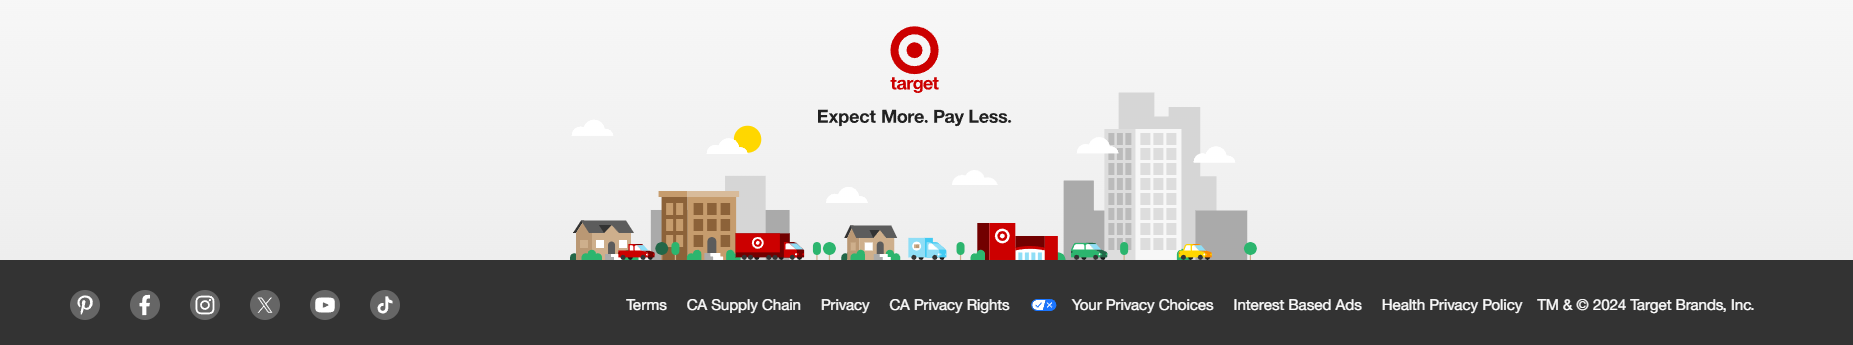 target
Expect More. Pay Less.
Terms CA Supply Chain Privacy CA Privacy Rights Your Privacy Choices Interest Based Ads Health Privacy Policy TM & © 2024 Target Brands, Inc.